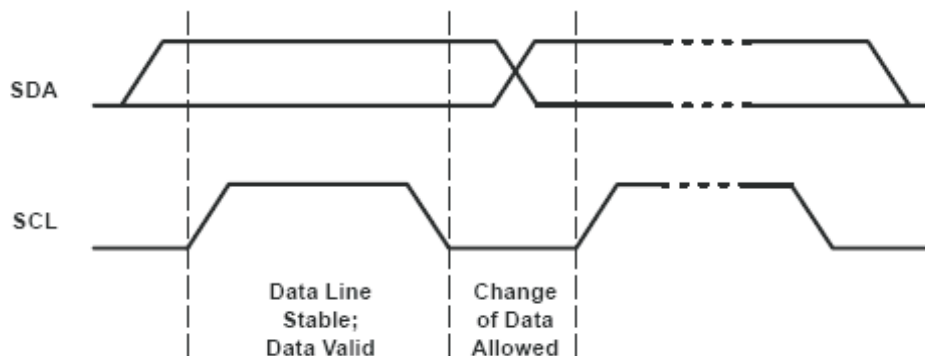 SDA
SCL
Data Line
Stable;
Data Valid
Change
of Data
Allowed